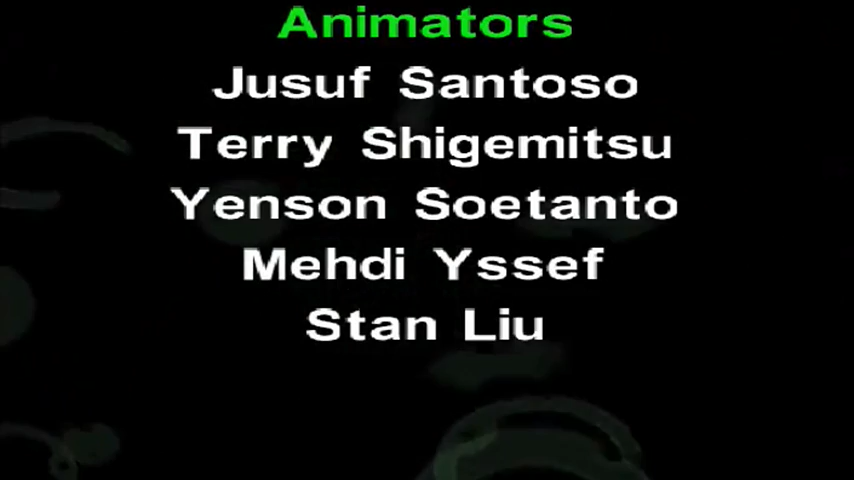 Animators
Jusuf Santoso
Terry Shigemitsu
Yenson Soetanto
Mehdi Yssef
Stan Liu